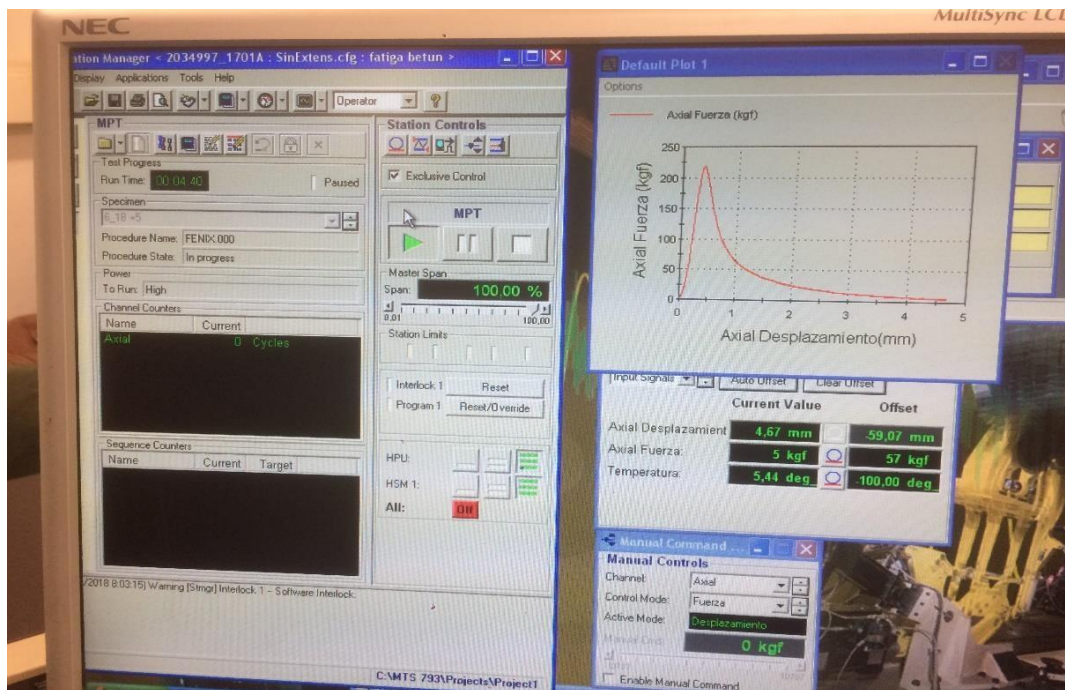 NEC
MultiSync LCD
ation Manager < 2034997_1701A : SinExtens.cfg : fatiga betun >
Display Applications Tools Help
Operator
MPT
Test Progress
Run Time: 00:04:40
Paused
Specimen
6_18 +5
Procedure Name: FENIX.000
Procedure State: In progress
Power
To Run: High
Channel Counters
Name Current
Axial 0 Cycles
Sequence Counters
Name Current Target
/2018 8:03:15) Warning [Stmgr] Interlock 1 - Software Interlock.
C:\MTS 793\Projects\Project1
Station Controls
Exclusive Control
MPT
Master Span
Span: 100,00 %
0,01 100,00
Station Limits
Interlock 1 Reset
Program 1 Reset/Override
HPU:
HSM 1:
All: Off
Default Plot 1
Options
Axial Fuerza (kgf)
Axial Fuerza (kgf)
250
200
150
100
50
0
0 1 2 3 4 5
Axial Desplazamiento(mm)
Input Signals Auto Offset Clear Offset
Current Value Offset
Axial Desplazamient 4,67 mm -59,07 mm
Axial Fuerza: 5 kgf 57 kgf
Temperatura: 5,44 deg_ -100,00 deg_
Manual Command ...
Manual Controls
Channel: Axial
Control Mode: Fuerza
Active Mode: Desplazamiento
Manual Cmd: 0 kgf
Enable Manual Command